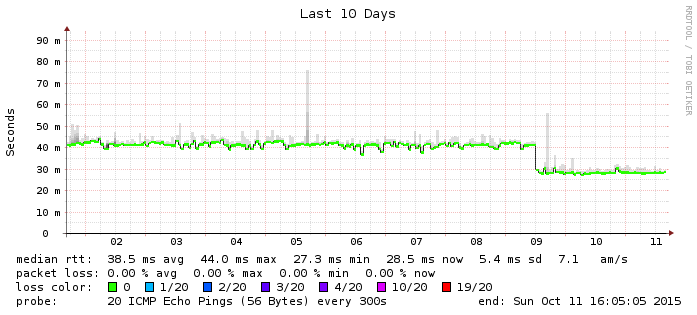 Last 10 Days
RRDTOOL / TOBI OETIKER
Seconds
90 m
80 m
70 m
60 m
50 m
40 m
30 m
20 m
10 m
0
02 03 04 05 06 07 08 09 10 11
median rtt: 38.5 ms avg 44.0 ms max 27.3 ms min 28.5 ms now 5.4 ms sd 7.1 am/s
packet loss: 0.00 % avg 0.00 % max 0.00 % min 0.00 % now
loss color: 0 1/20 2/20 3/20 4/20 10/20 19/20
probe: 20 ICMP Echo Pings (56 Bytes) every 300s end: Sun Oct 11 16:05:05 2015